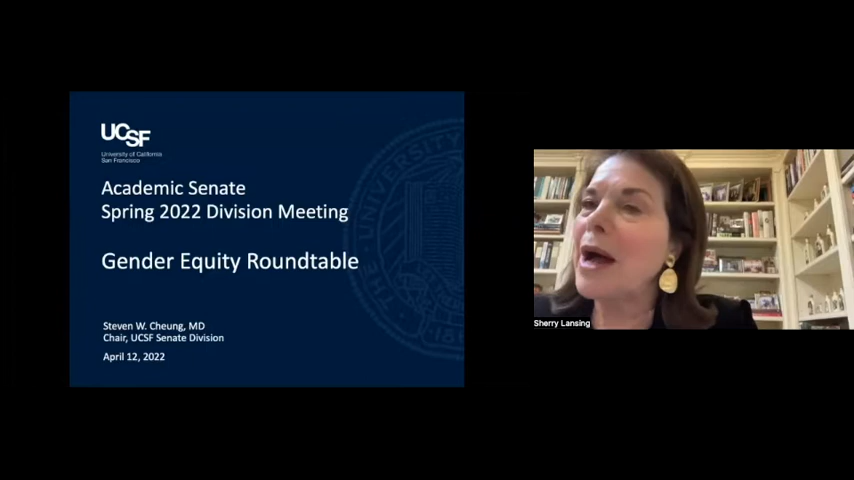 UCSF
University of California
San Francisco
Academic Senate
Spring 2022 Division Meeting
Gender Equity Roundtable
Steven W. Cheung, MD
Chair, UCSF Senate Division
April 12, 2022
Sherry Lansing